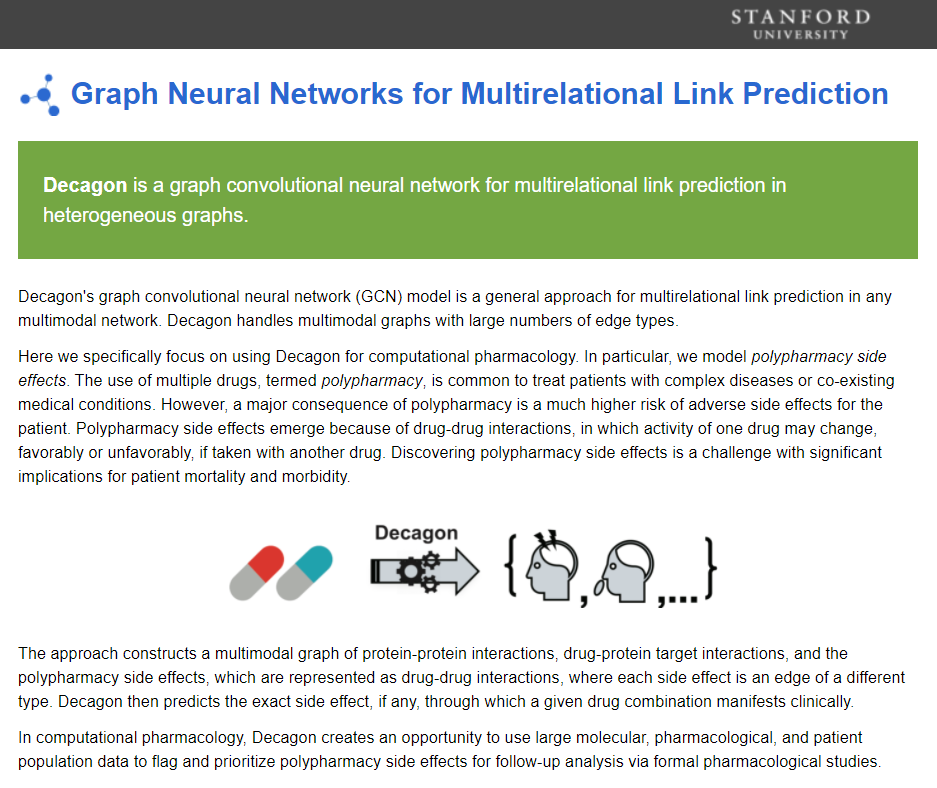 STANFORD
UNIVERSITY
Graph Neural Networks for Multirelational Link Prediction
Decagon is a graph convolutional neural network for multirelational link prediction in
heterogeneous graphs.
Decagon's graph convolutional neural network (GCN) model is a general approach for multirelational link prediction in any
multimodal network. Decagon handles multimodal graphs with large numbers of edge types.
Here we specifically focus on using Decagon for computational pharmacology. In particular, we model polypharmacy side
effects. The use of multiple drugs, termed polypharmacy, is common to treat patients with complex diseases or co-existing
medical conditions. However, a major consequence of polypharmacy is a much higher risk of adverse side effects for the
patient. Polypharmacy side effects emerge because of drug-drug interactions, in which activity of one drug may change,
favorably or unfavorably, if taken with another drug. Discovering polypharmacy side effects is a challenge with significant
implications for patient mortality and morbidity.
Decagon
{ , ,... }
The approach constructs a multimodal graph of protein-protein interactions, drug-protein target interactions, and the
polypharmacy side effects, which are represented as drug-drug interactions, where each side effect is an edge of a different
type. Decagon then predicts the exact side effect, if any, through which a given drug combination manifests clinically.
In computational pharmacology, Decagon creates an opportunity to use large molecular, pharmacological, and patient
population data to flag and prioritize polypharmacy side effects for follow-up analysis via formal pharmacological studies.